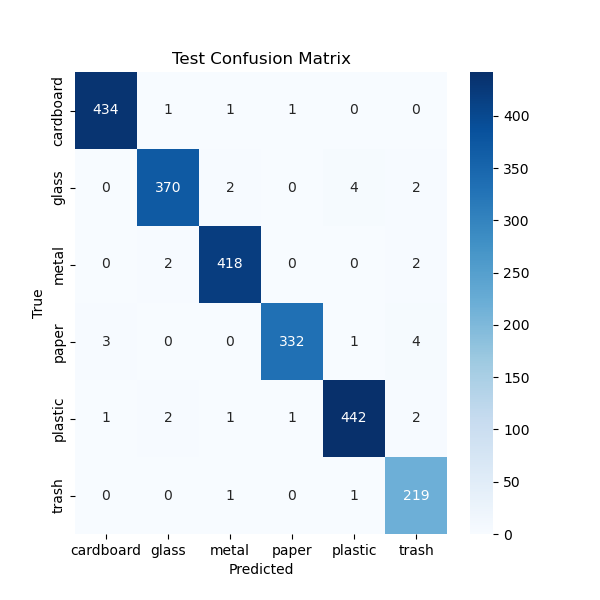 Test Confusion Matrix
True
cardboard 434 1 1 1 0 0
glass 0 370 2 0 4 2
metal 0 2 418 0 0 2
paper 3 0 0 332 1 4
plastic 1 2 1 1 442 2
trash 0 0 1 0 1 219
cardboard glass metal paper plastic trash
Predicted
400
350
300
250
200
150
100
50
0